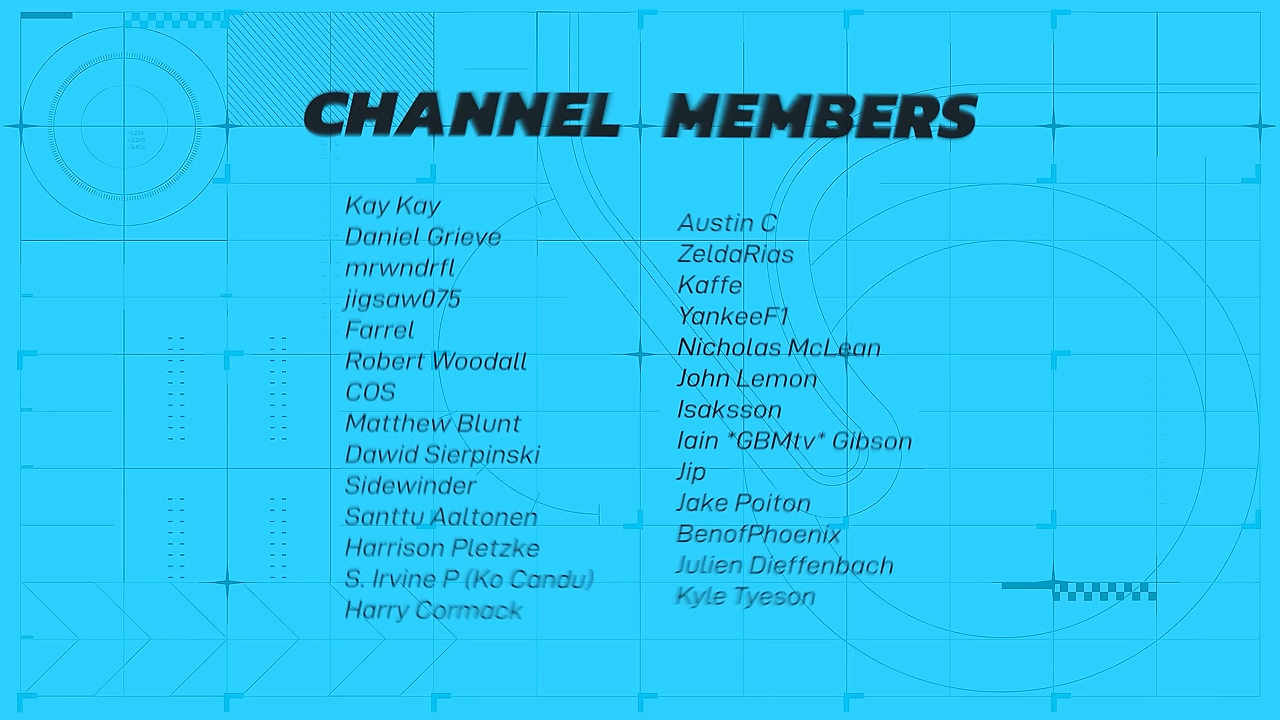 CHANNEL MEMBERS
Kay Kay
Daniel Grieve
mrwndrfl
jigsaw075
Farrel
Robert Woodall
COS
Matthew Blunt
Dawid Sierpinski
Sidewinder
Santtu Aaltonen
Harrison Pletzke
S. Irvine P (Ko Candu)
Harry Cormack
Austin C
ZeldaRias
Kaffe
YankeeF1
Nicholas McLean
John Lemon
Isaksson
Iain *GBMtv* Gibson
Jip
Jake Poiton
BenofPhoenix
Julien Dieffenbach
Kyle Tyeson